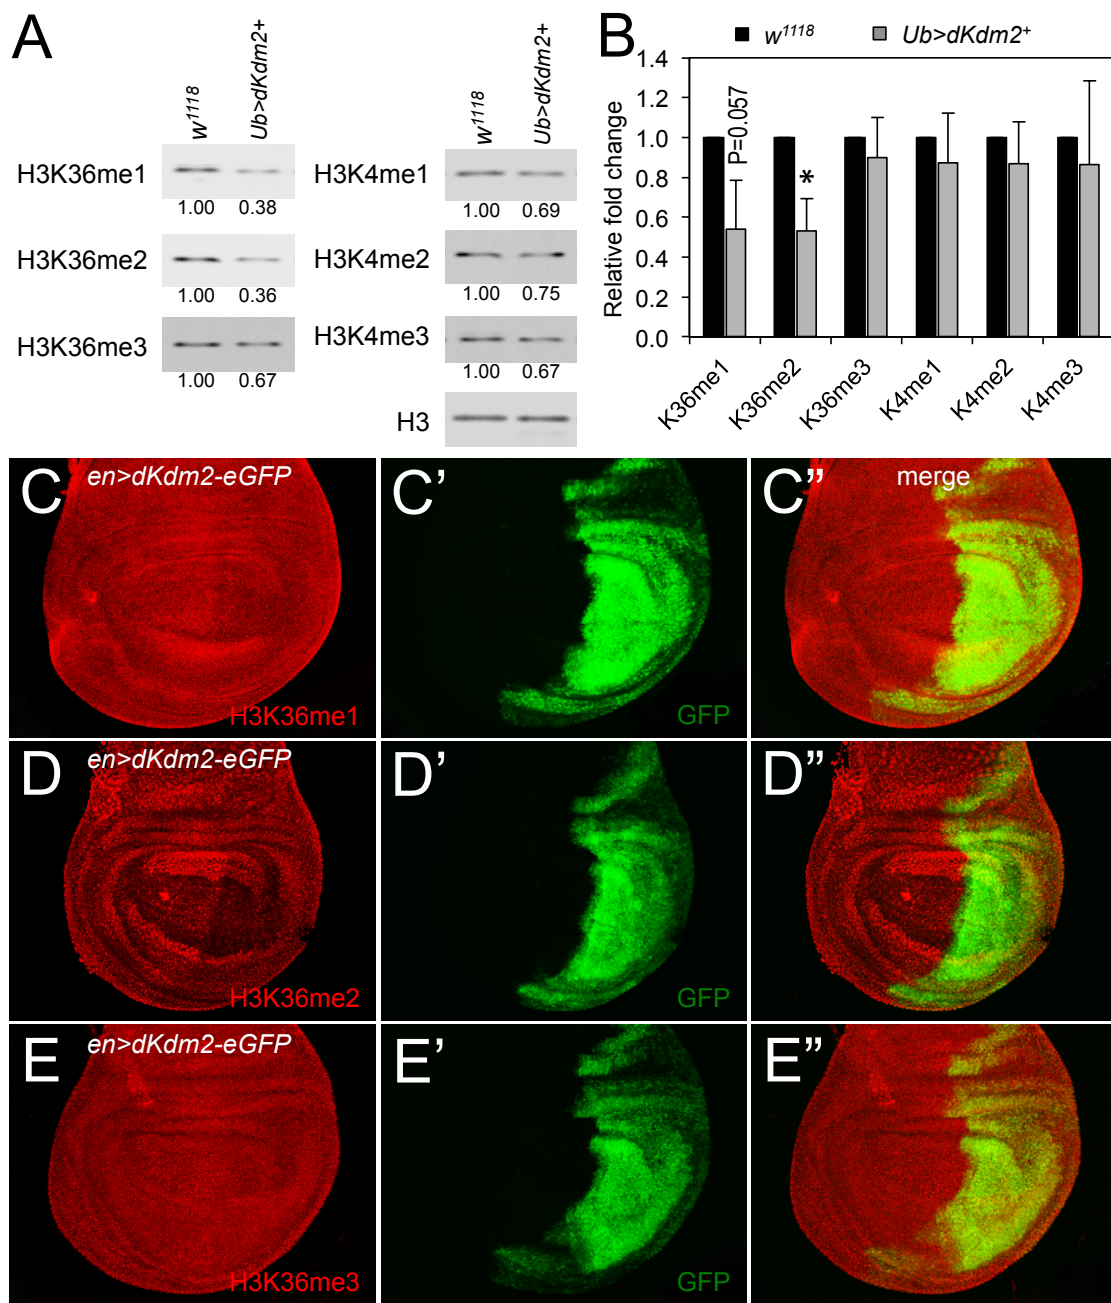 A
w1118
Ub>dKdm2+
H3K36me1
1.00 0.38
H3K36me2
1.00 0.36
H3K36me3
1.00 0.67
w1118
Ub>dKdm2+
H3K4me1
1.00 0.69
H3K4me2
1.00 0.75
H3K4me3
1.00 0.67
H3
B
w1118
Ub>dKdm2+
Relative fold change
1.4
1.2
1.0
0.8
0.6
0.4
0.2
0.0
P=0.057
*
K36me1
K36me2
K36me3
K4me1
K4me2
K4me3
C en>dKdm2-eGFP
H3K36me1
C'
GFP
C” merge
D en>dKdm2-eGFP
H3K36me2
D'
GFP
D”
E en>dKdm2-eGFP
H3K36me3
E'
GFP
E”